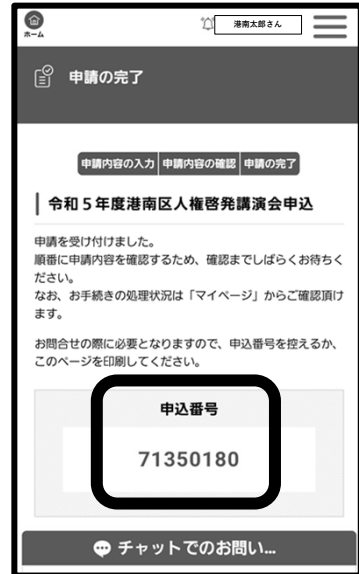 ホーム
港南太郎さん
申請の完了
申請内容の入力 申請内容の確認 申請の完了
令和５年度港南区人権啓発講演会申込
申請を受け付けました。
順番に申請内容を確認するため、確認までしばらくお待ちく
ださい。
なお、お手続きの処理状況は「マイページ」からご確認頂け
ます。
お問合せの際に必要となりますので、申込番号を控えるか、
このページを印刷してください。
申込番号
71350180
チャットでのお問い...